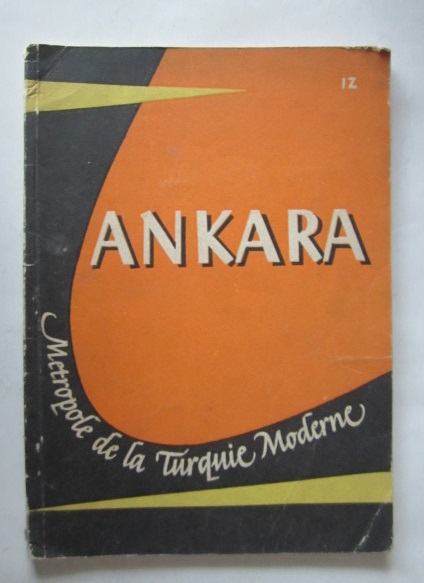 IZ
ANKARA
Metropole de la Turquie Moderne